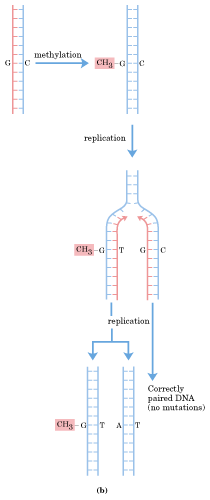 methylation
G C CH3 G C
replication
CH3 G T G C
replication
Correctly
paired DNA
(no mutations)
CH3 G T A T
(b)